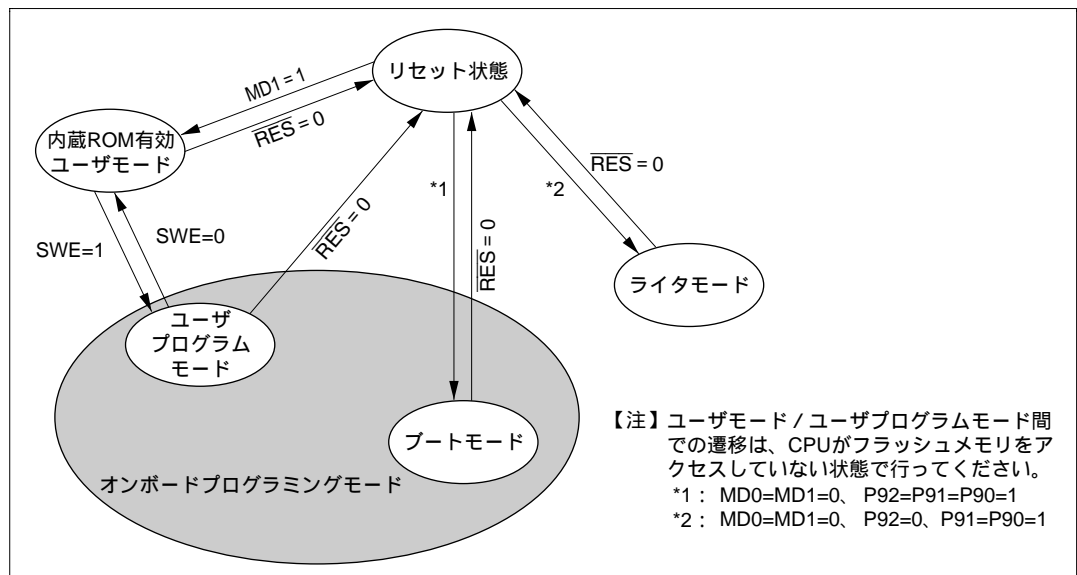 リセット状態
MD1 = 1
RES = 0
内蔵ROM有効
ユーザモード
RES = 0
*1
*2
RES = 0
SWE=1
SWE=0
RES = 0
ライタモード
ユーザ
プログラム
モード
ブートモード
オンボードプログラミングモード
【注】ユーザモード / ユーザプログラムモード間
での遷移は、CPUがフラッシュメモリをア
クセスしていない状態で行ってください。
*1 : MD0=MD1=0、 P92=P91=P90=1
*2 : MD0=MD1=0、 P92=0、P91=P90=1